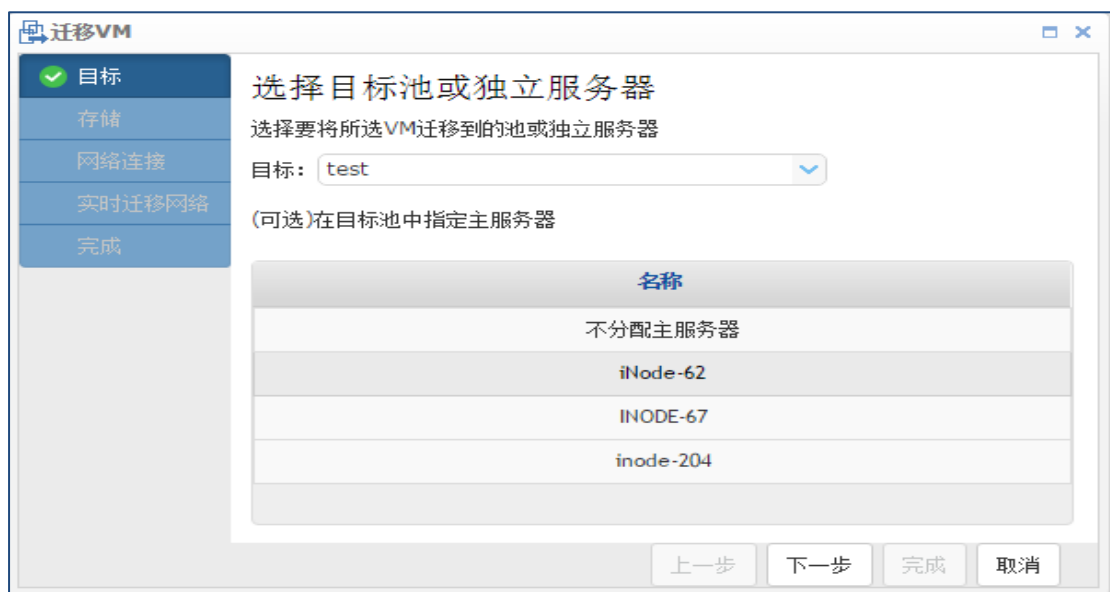 迁移VM
目标
存储
网络连接
实时迁移网络
完成
选择目标池或独立服务器
选择要将所选VM迁移到的池或独立服务器
目标: test
(可选)在目标池中指定主服务器
名称
不分配主服务器
iNode-62
INODE-67
inode-204
上一步 下一步 完成 取消